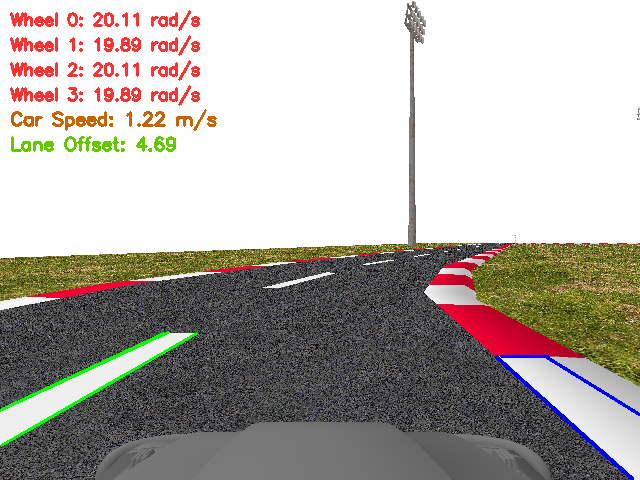 Wheel 0: 20.11 rad/s
Wheel 1: 19.89 rad/s
Wheel 2: 20.11 rad/s
Wheel 3: 19.89 rad/s
Car Speed: 1.22 m/s
Lane Offset: 4.69